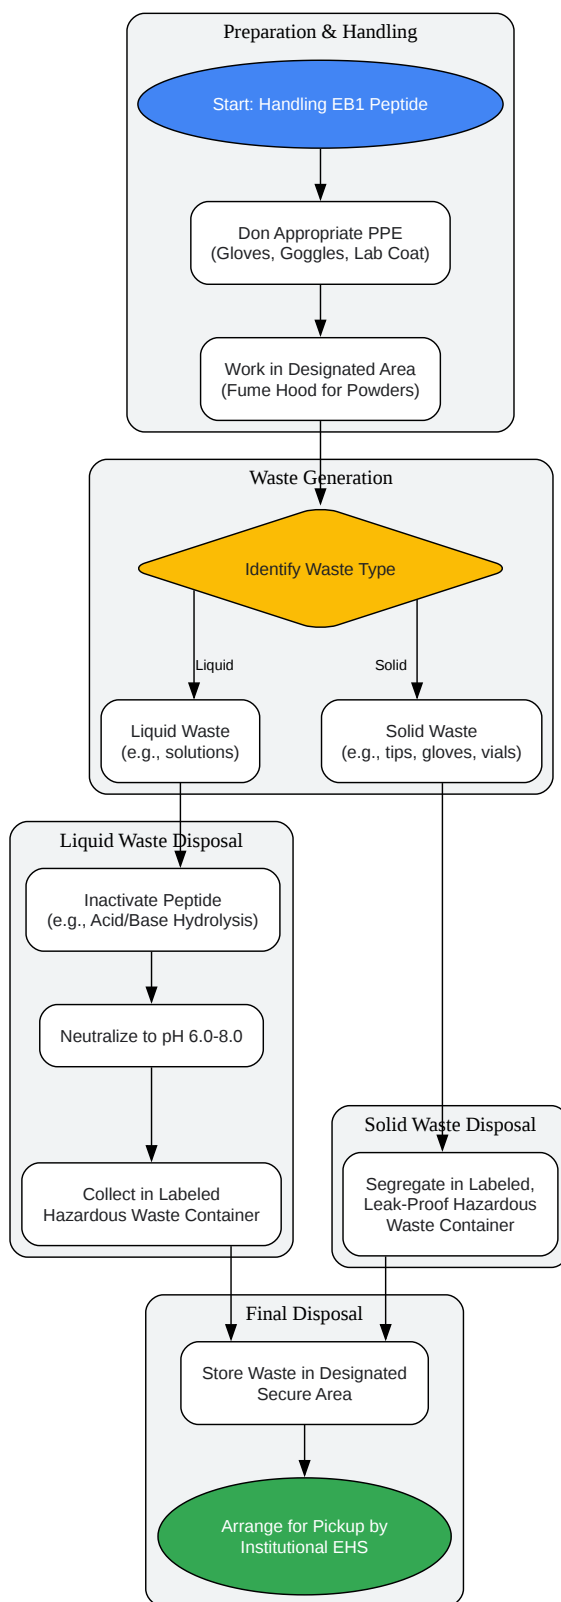 Preparation & Handling
Start: Handling EB1 Peptide
Don Appropriate PPE
(Gloves, Goggles, Lab Coat)
Work in Designated Area
(Fume Hood for Powders)
Waste Generation
Identify Waste Type
Liquid
Solid
Liquid Waste
(e.g., solutions)
Solid Waste
(e.g., tips, gloves, vials)
Liquid Waste Disposal
Inactivate Peptide
(e.g., Acid/Base Hydrolysis)
Neutralize to pH 6.0-8.0
Collect in Labeled
Hazardous Waste Container
Solid Waste Disposal
Segregate in Labeled,
Leak-Proof Hazardous
Waste Container
Final Disposal
Store Waste in Designated
Secure Area
Arrange for Pickup by
Institutional EHS